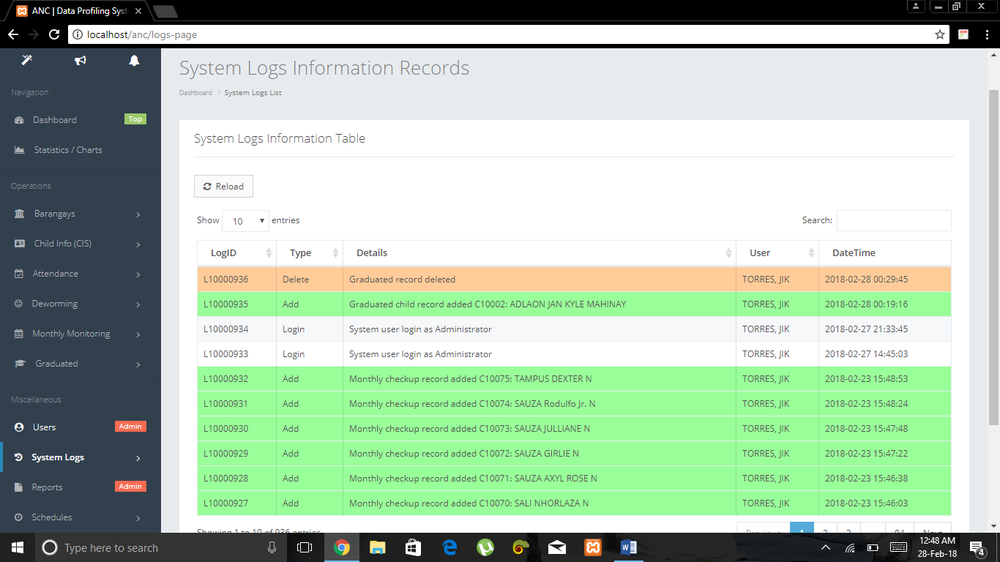 ANC | Data Profiling Syst
localhost/anc/logs-page
System Logs Information Records
Dashboard > System Logs List
Navigation
Dashboard Top
Statistics / Charts
Operations
Barangays
Child Info (CIS)
Attendance
Deworming
Monthly Monitoring
Graduated
Miscellaneous
Users Admin
System Logs
Reports Admin
Schedules
System Logs Information Table
Reload
Show 10 entries Search:
LogID Type Details User DateTime
L10000936 Delete Graduated record deleted TORRES, JIK 2018-02-28 00:29:45
L10000935 Add Graduated child record added C10002: ADLAON JAN KYLE MAHINAY TORRES, JIK 2018-02-28 00:19:16
L10000934 Login System user login as Administrator TORRES, JIK 2018-02-27 21:33:45
L10000933 Login System user login as Administrator TORRES, JIK 2018-02-27 14:45:03
L10000932 Add Monthly checkup record added C10075: TAMPUS DEXTER N TORRES, JIK 2018-02-23 15:48:53
L10000931 Add Monthly checkup record added C10074: SAUZA Rodulfo Jr. N TORRES, JIK 2018-02-23 15:48:24
L10000930 Add Monthly checkup record added C10073: SAUZA JULLIANE N TORRES, JIK 2018-02-23 15:47:48
L10000929 Add Monthly checkup record added C10072: SAUZA GIRLIE N TORRES, JIK 2018-02-23 15:47:22
L10000928 Add Monthly checkup record added C10071: SAUZA AXYL ROSE N TORRES, JIK 2018-02-23 15:46:38
L10000927 Add Monthly checkup record added C10070: SALI NHORLAZA N TORRES, JIK 2018-02-23 15:46:03
Showing 1 to 10 of 936 entries Previous 1 2 3 … 94 Next
Type here to search
12:48 AM
28-Feb-18
4